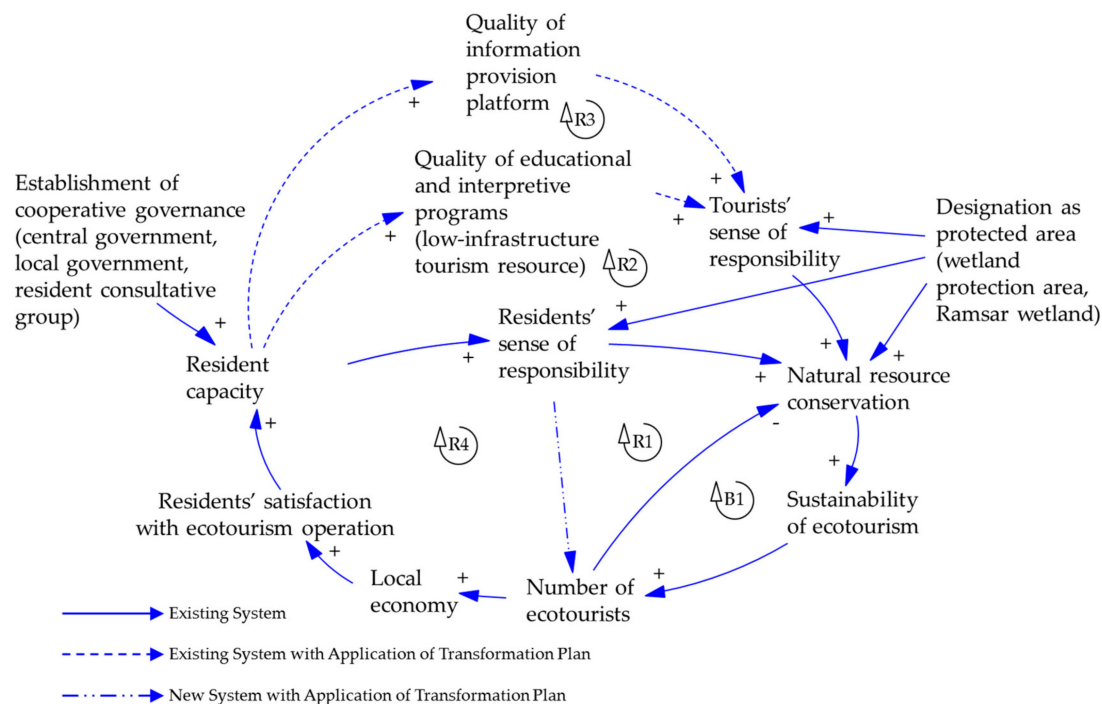 Quality of
information
provision
platform
+
R3
Quality of educational
and interpretive
programs
(low-infrastructure
tourism resource)
+
R2
Establishment of
cooperative governance
(central government,
local government,
resident consultative
group)
+
+
Tourists'
sense of
responsibility
+
+
Designation as
protected area
(wetland
protection area,
Ramsar wetland)
Resident
capacity
+
+
Residents'
sense of
responsibility
+
+
+
Natural resource
conservation
+
-
R4
R1
B1
+
Residents' satisfaction
with ecotourism operation
+
Sustainability
of ecotourism
+
Local
economy
+
Number of
ecotourists
+
Existing System
Existing System with Application of Transformation Plan
New System with Application of Transformation Plan